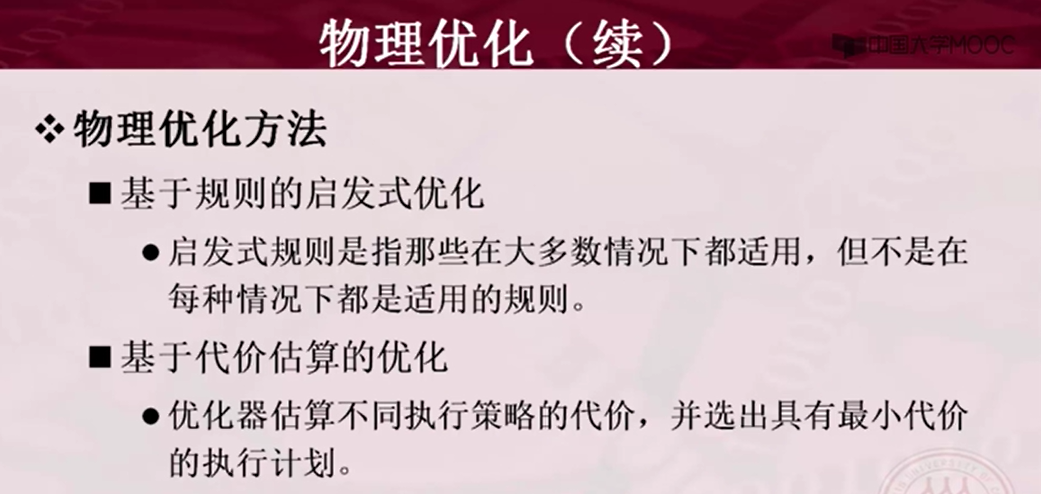 物理优化（续）
中国大学MOOC
❖物理优化方法
■基于规则的启发式优化
●启发式规则是指那些在大多数情况下都适用，但不是在
每种情况下都是适用的规则。
■基于代价估算的优化
●优化器估算不同执行策略的代价，并选出具有最小代价
的执行计划。